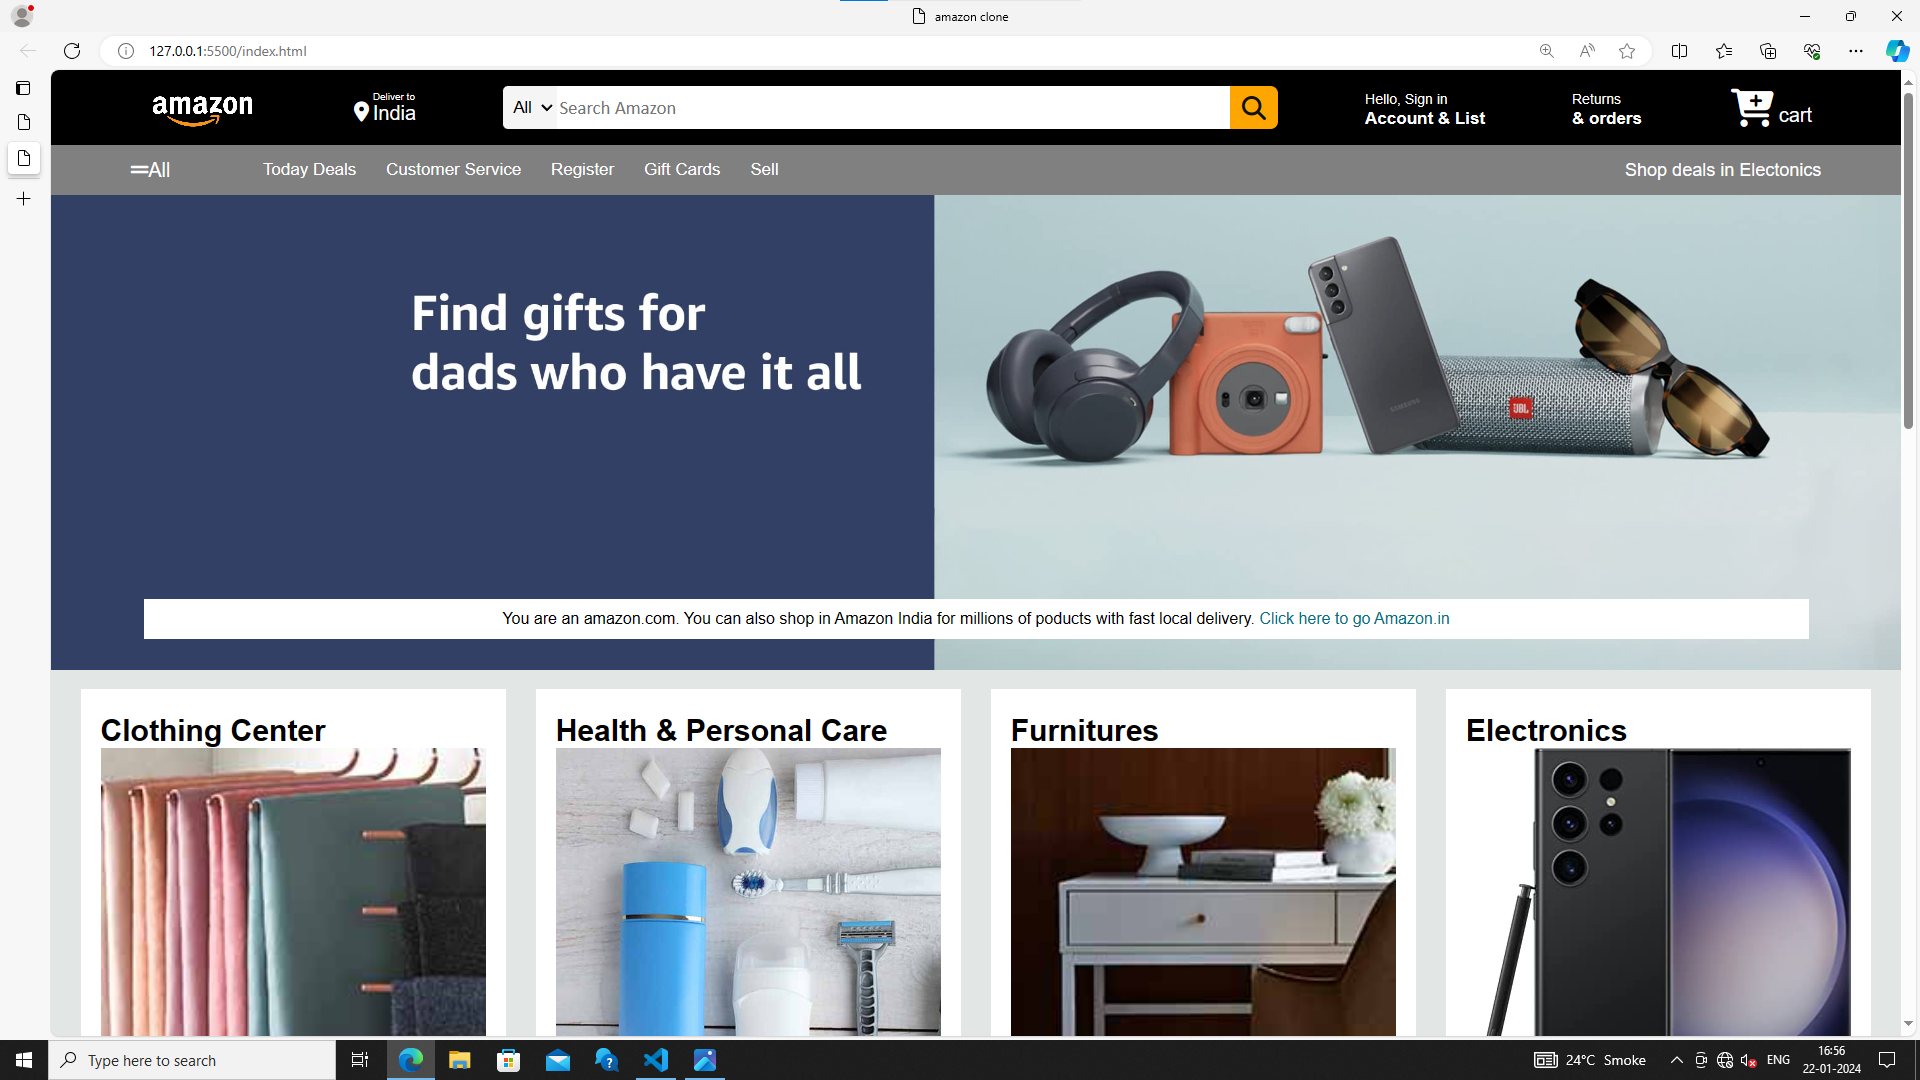 amazon clone
127.0.0.1:5500/index.html
amazon
Deliver to
India
All
Search Amazon
Hello, Sign in
Account & List
Returns
& orders
cart
All
Today Deals
Customer Service
Register
Gift Cards
Sell
Shop deals in Electonics
Find gifts for
dads who have it all
SAMSUNG
JBL
You are an amazon.com. You can also shop in Amazon India for millions of poducts with fast local delivery. Click here to go Amazon.in
Clothing Center
Health & Personal Care
Furnitures
Electronics
Type here to search
24°C Smoke
ENG
16:56
22-01-2024